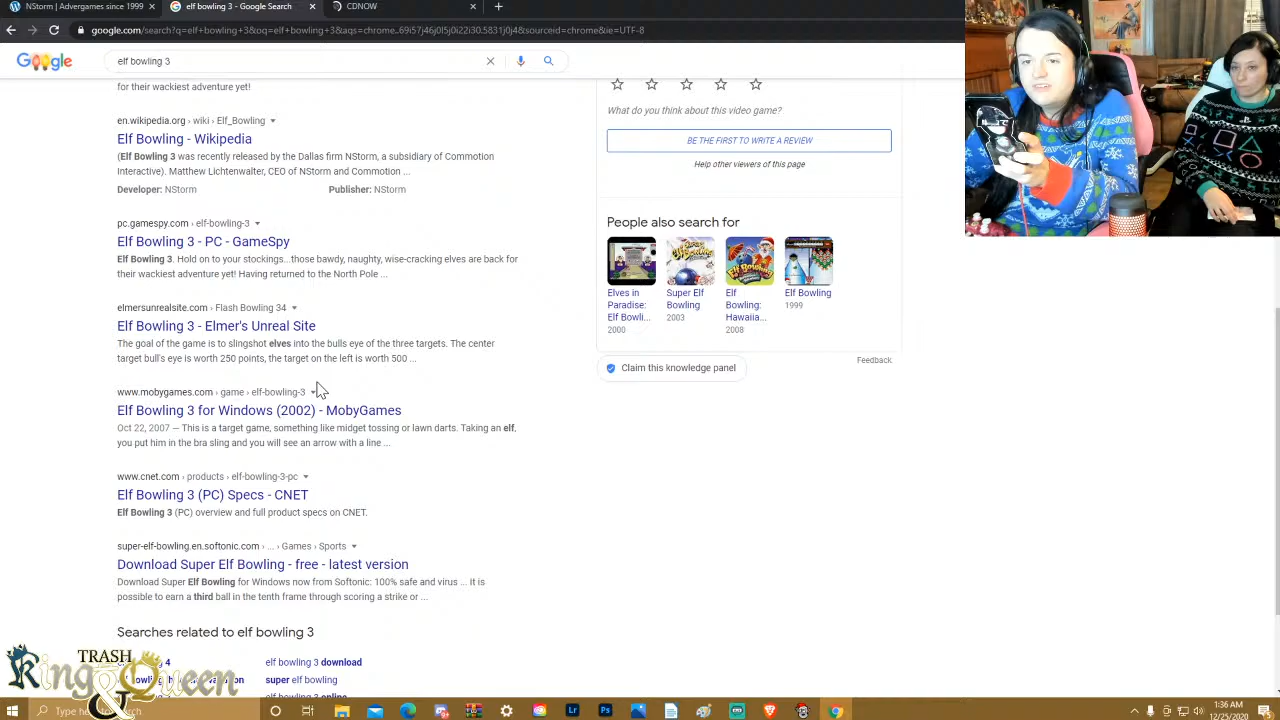 NStorm | Advergames since 1999
elf bowling 3 - Google Search
CDNOW
google.com/search?q=elf+bowling+3&oq=elf+bowling+3&aqs=chrome..69i57j46j0l5j0i22i30.5831j0j4&sourceid=chrome&ie=UTF-8
elf bowling 3
for their wackiest adventure yet!
en.wikipedia.org › wiki › Elf_Bowling
Elf Bowling - Wikipedia
(Elf Bowling 3 was recently released by the Dallas firm NStorm, a subsidiary of Commotion
Interactive). Matthew Lichtenwalter, CEO of NStorm and Commotion ...
Developer: NStorm Publisher: NStorm
pc.gamespy.com › elf-bowling-3
Elf Bowling 3 - PC - GameSpy
Elf Bowling 3. Hold on to your stockings...those bawdy, naughty, wise-cracking elves are back for
their wackiest adventure yet! Having returned to the North Pole ...
elmersunrealsite.com › Flash Bowling 34
Elf Bowling 3 - Elmer's Unreal Site
The goal of the game is to slingshot elves into the bulls eye of the three targets. The center
target bull's eye is worth 250 points, the target on the left is worth 500 ...
www.mobygames.com › game › elf-bowling-3
Elf Bowling 3 for Windows (2002) - MobyGames
Oct 22, 2007 — This is a target game, something like midget tossing or lawn darts. Taking an elf,
you put him in the bra sling and you will see an arrow with a line ...
www.cnet.com › products › elf-bowling-3-pc
Elf Bowling 3 (PC) Specs - CNET
Elf Bowling 3 (PC) overview and full product specs on CNET.
super-elf-bowling.en.softonic.com › ... › Games › Sports
Download Super Elf Bowling - free - latest version
Download Super Elf Bowling for Windows now from Softonic: 100% safe and virus ... It is
possible to earn a third ball in the tenth frame through scoring a strike or ...
Searches related to elf bowling 3
4
elf bowling 3 download
super elf bowling
elf bowling 3 online
What do you think about this video game?
BE THE FIRST TO WRITE A REVIEW
Help other viewers of this page
People also search for
Elves in
Paradise:
Elf Bowli...
2000
Super Elf
Bowling
2003
Elf
Bowling:
Hawaiia...
2008
Elf Bowling
1999
Feedback
Claim this knowledge panel
TRASH
King
& Queen
Type here to search
1:36 AM
12/25/2020